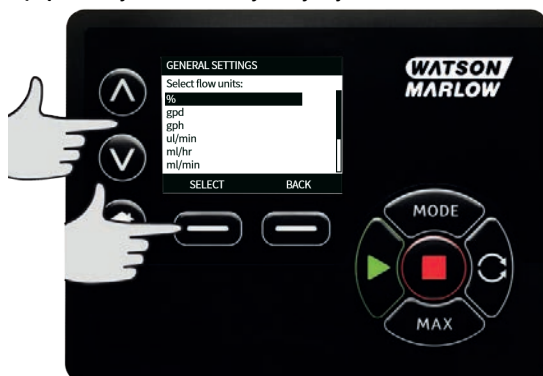 GENERAL SETTINGS
Select flow units:
%
gpd
gph
ul/min
ml/hr
ml/min
SELECT BACK
WATSON
MARLOW
MODE
MAX